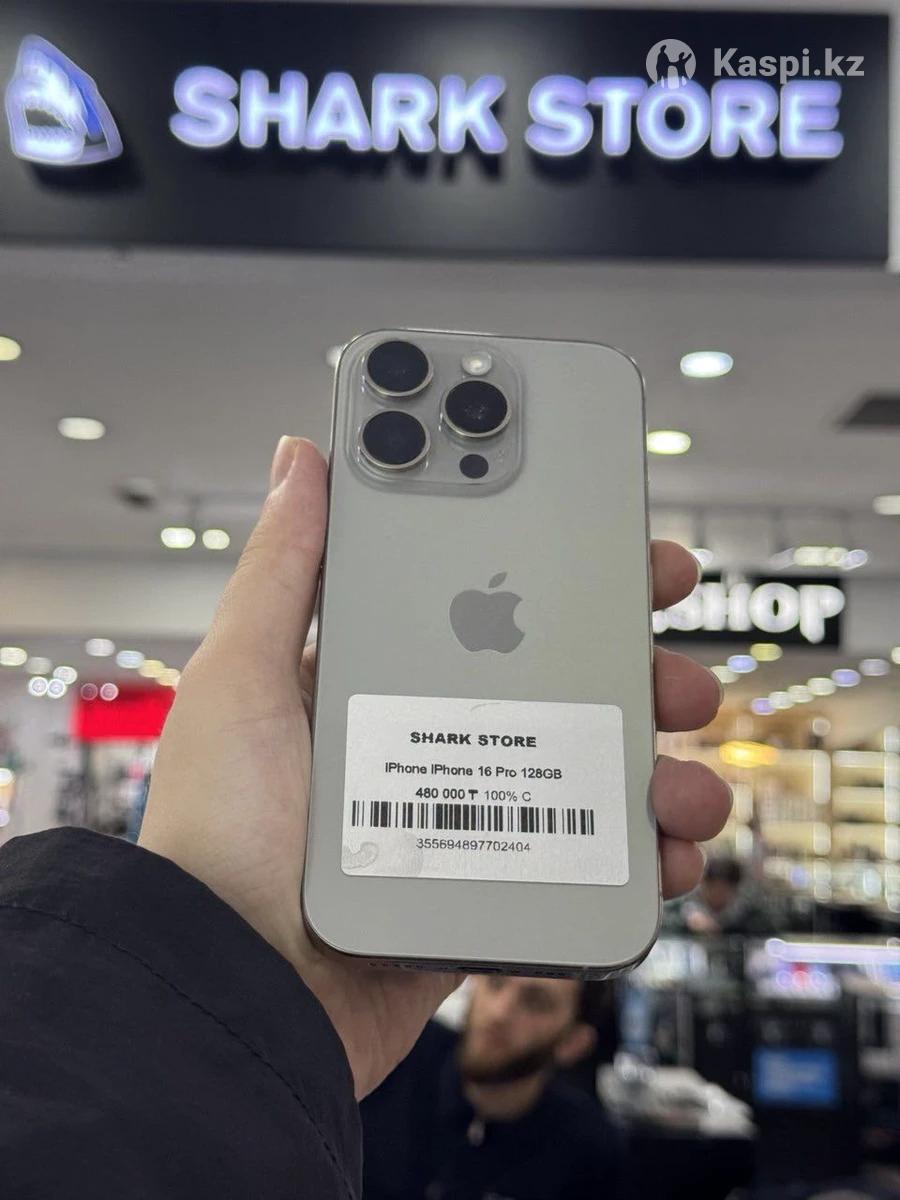 Kaspi.kz
SHARK STORE
SHOP
SHARK STORE
iPhone iPhone 16 Pro 128GB
480 000 ₸ 100% C
355694897702404